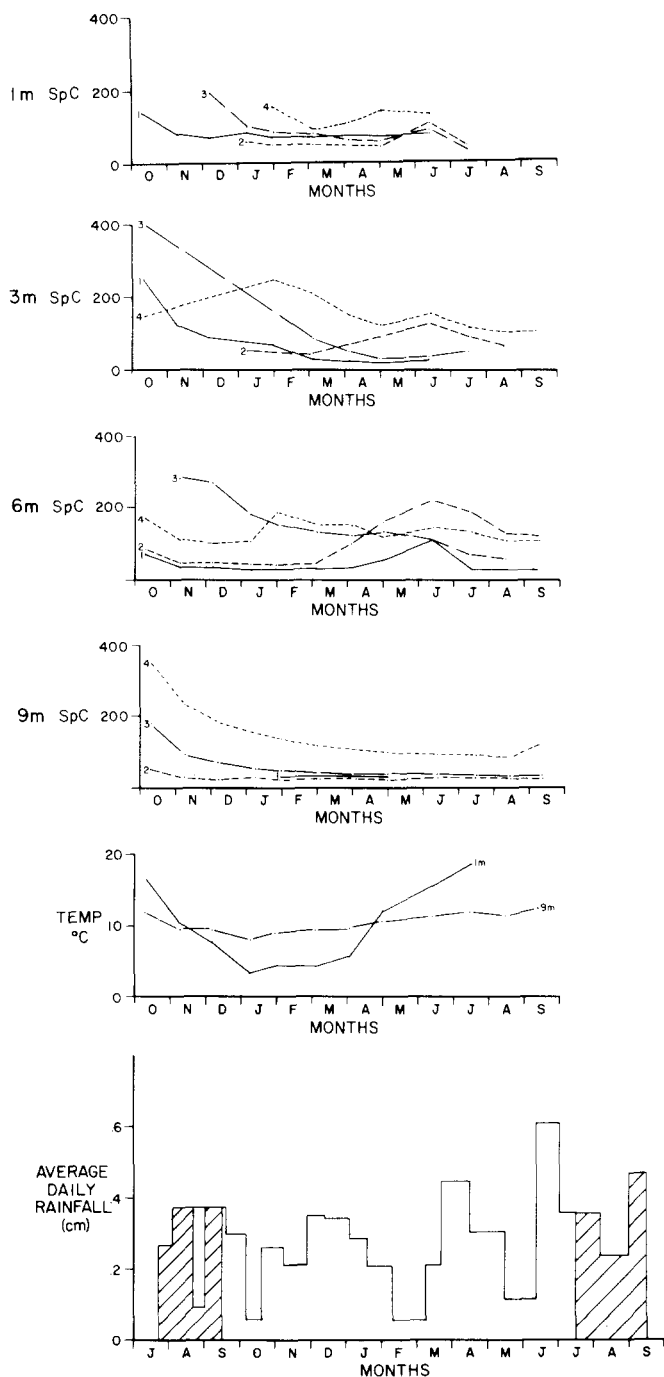 400
200
0
1m SpC
1
3
4
2
O N D J F M A M J J A S
MONTHS
400
200
0
3m SpC
3
1
4
2
O N D J F M A M J J A S
MONTHS
400
200
6m SpC
3
4
2
1
O N D J F M A M J J A S
MONTHS
400
200
9m SpC
4
3
2
1
O N D J F M A M J J A S
MONTHS
20
10
0
TEMP
°C
1m
9m
O N D J F M A M J J A S
MONTHS
.6
.4
.2
0
AVERAGE
DAILY
RAINFALL
(cm)
J A S O N D J F M A M J J A S
MONTHS